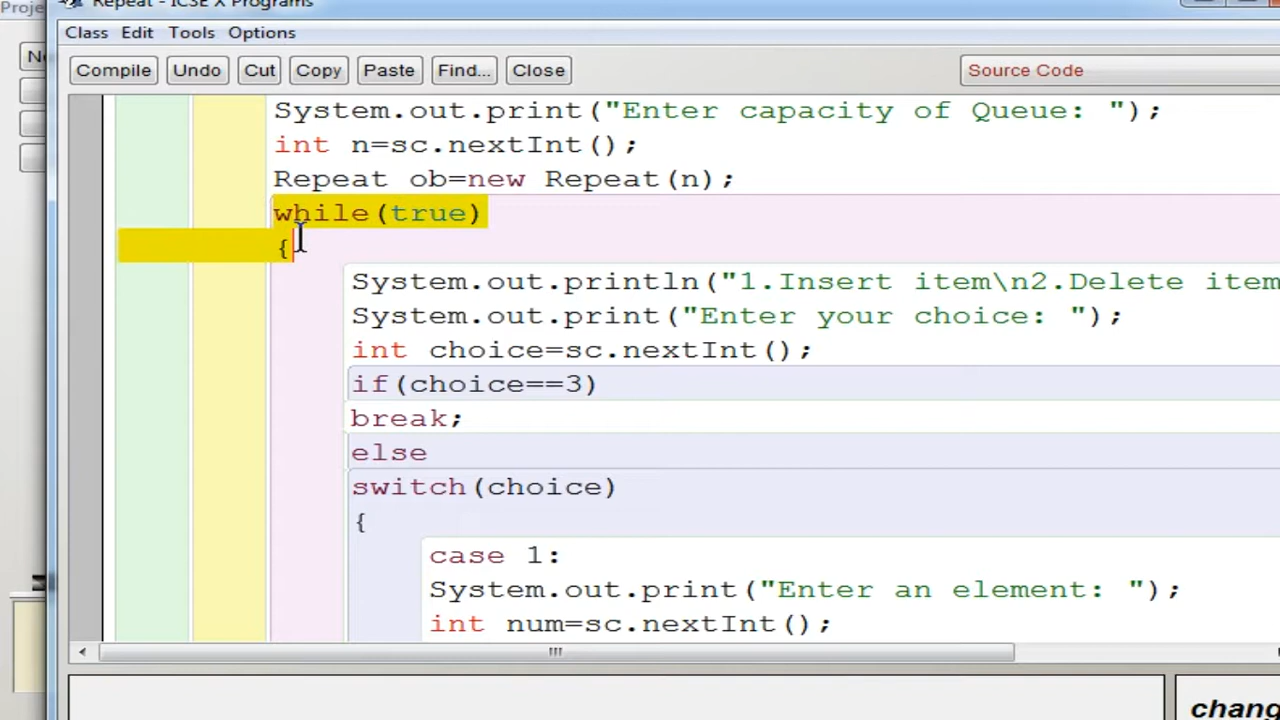 Proje
Repeat - ICSE X Programs
Class Edit Tools Options
Compile Undo Cut Copy Paste Find... Close Source Code
System.out.print("Enter capacity of Queue: ");
int n=sc.nextInt();
Repeat ob=new Repeat(n);
while(true)
{
System.out.println("1.Insert item\n2.Delete item
System.out.print("Enter your choice: ");
int choice=sc.nextInt();
if(choice==3)
break;
else
switch(choice)
{
case 1:
System.out.print("Enter an element: ");
int num=sc.nextInt();
chang